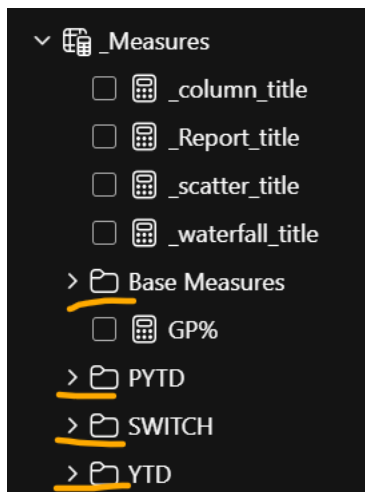 _Measures
_column_title
_Report_title
_scatter_title
_waterfall_title
Base Measures
GP%
PYTD
SWITCH
YTD